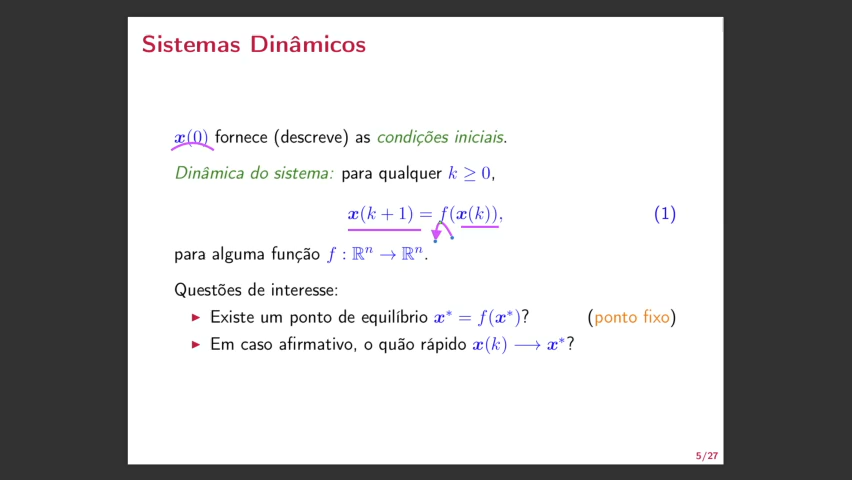 Sistemas Dinâmicos
x(0) fornece (descreve) as condições iniciais.
Dinâmica do sistema: para qualquer k ≥ 0,
x(k + 1) = f(x(k)), (1)
para alguma função f : ℝⁿ → ℝⁿ.
Questões de interesse:
► Existe um ponto de equilíbrio x* = f(x*)? (ponto fixo)
► Em caso afirmativo, o quão rápido x(k) ⟶ x*?
5/27